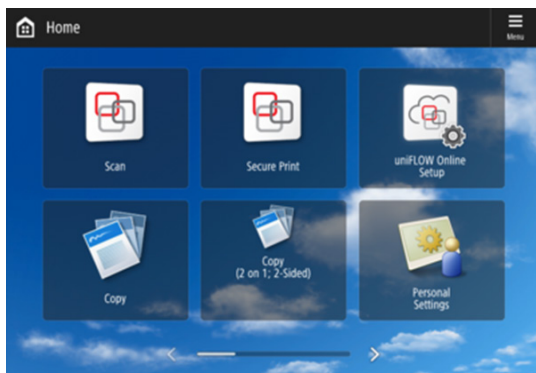 Home
Menu
Scan
Secure Print
uniFLOW Online
Setup
Copy
Copy
(2 on 1; 2-Sided)
Personal
Settings